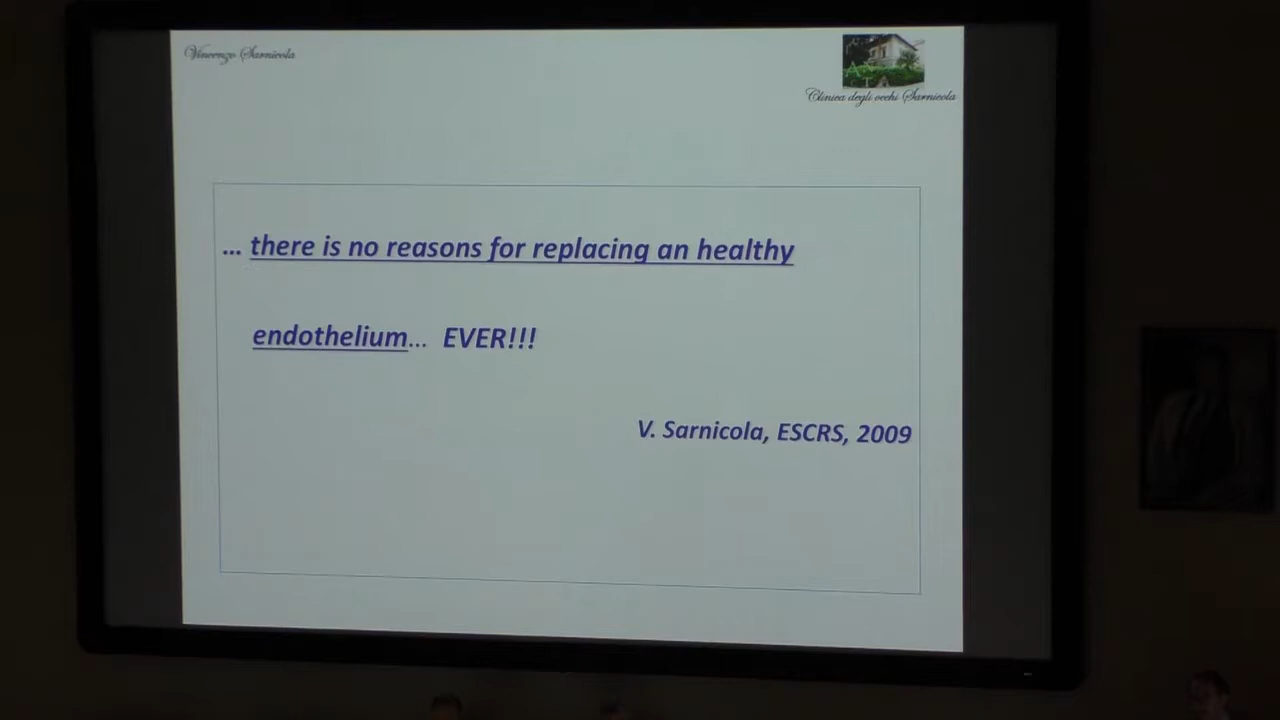 Vincenzo Sarnicola
Clinica degli occhi Sarnicola
... there is no reasons for replacing an healthy
endothelium... EVER!!!
V. Sarnicola, ESCRS, 2009